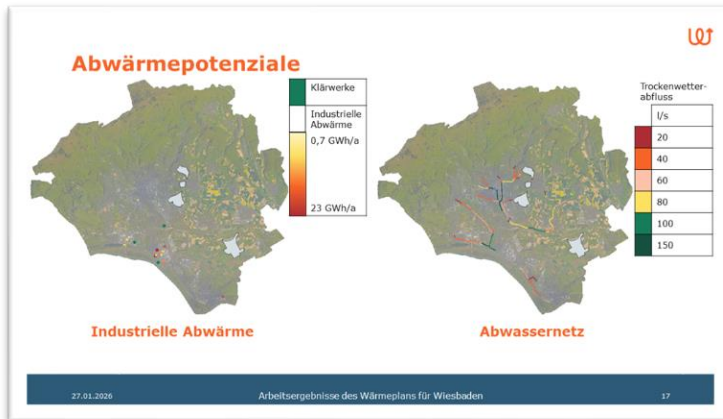 Abwärmepotenziale
Klärwerke
Industrielle
Abwärme
0,7 GWh/a
23 GWh/a
Trockenwetter-
abfluss
l/s
20
40
60
80
100
150
Industrielle Abwärme
Abwassernetz
27.01.2026
Arbeitsergebnisse des Wärmeplans für Wiesbaden
17